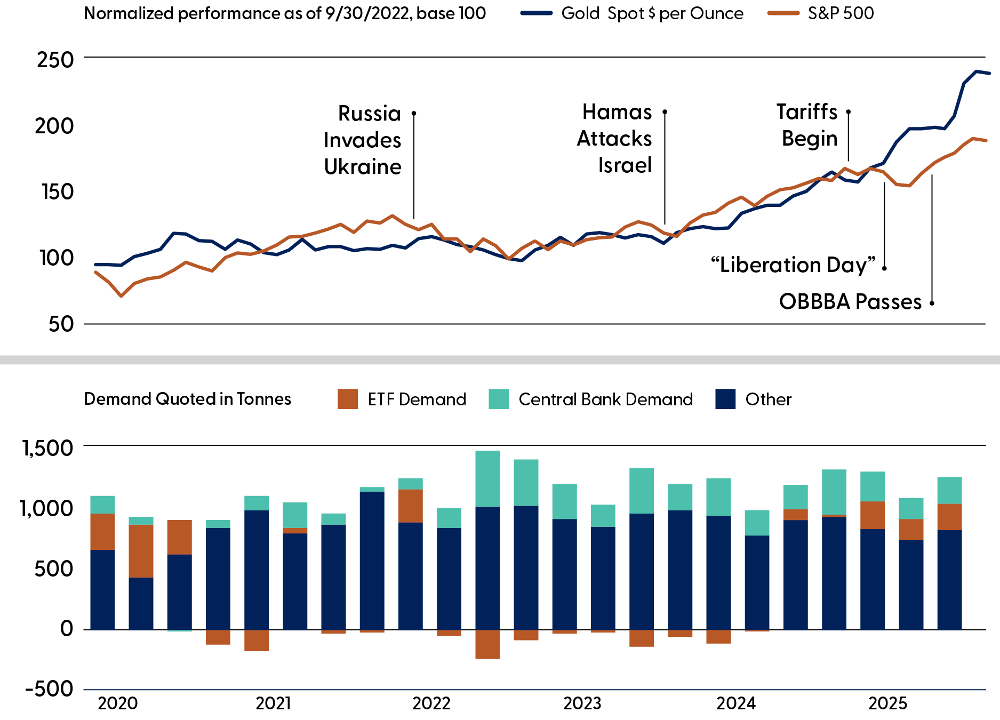 Normalized performance as of 9/30/2022, base 100
Gold Spot $ per Ounce
S&P 500
250
200
150
100
50
Russia
Invades
Ukraine
Hamas
Attacks
Israel
Tariffs
Begin
“Liberation Day”
OBBBA Passes
Demand Quoted in Tonnes
ETF Demand
Central Bank Demand
Other
1,500
1,000
500
0
-500
2020
2021
2022
2023
2024
2025